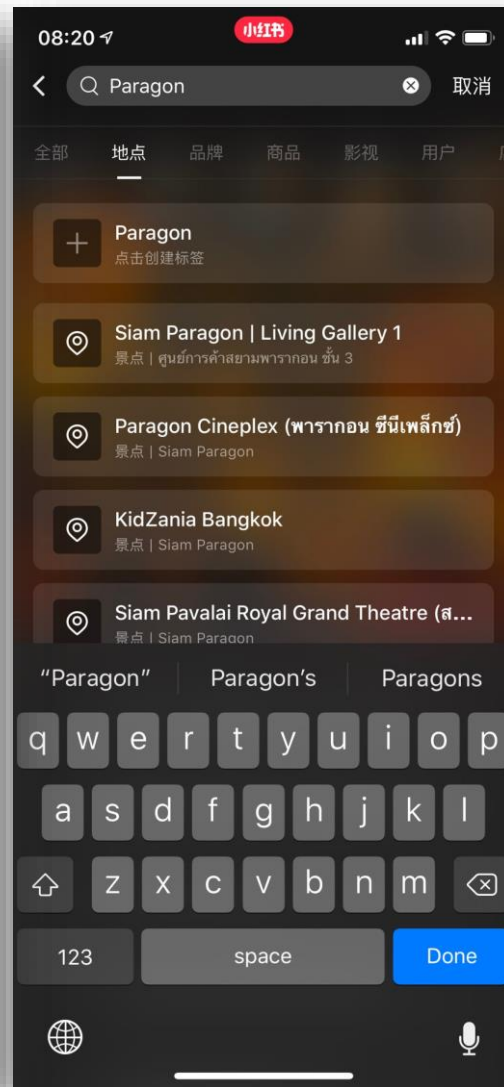 08:20
小红书
Paragon
取消
全部 地点 品牌 商品 影视 用户
Paragon
点击创建标签
Siam Paragon | Living Gallery 1
景点 | ศูนย์การค้าสยามพารากอน ชั้น 3
Paragon Cineplex (พารากอน ซีนีเพล็กซ์)
景点 | Siam Paragon
KidZania Bangkok
景点 | Siam Paragon
Siam Pavalai Royal Grand Theatre (ส...
景点 | Siam Paragon
“Paragon” Paragon’s Paragons
q w e r t y u i o p
a s d f g h j k l
z x c v b n m
123 space Done